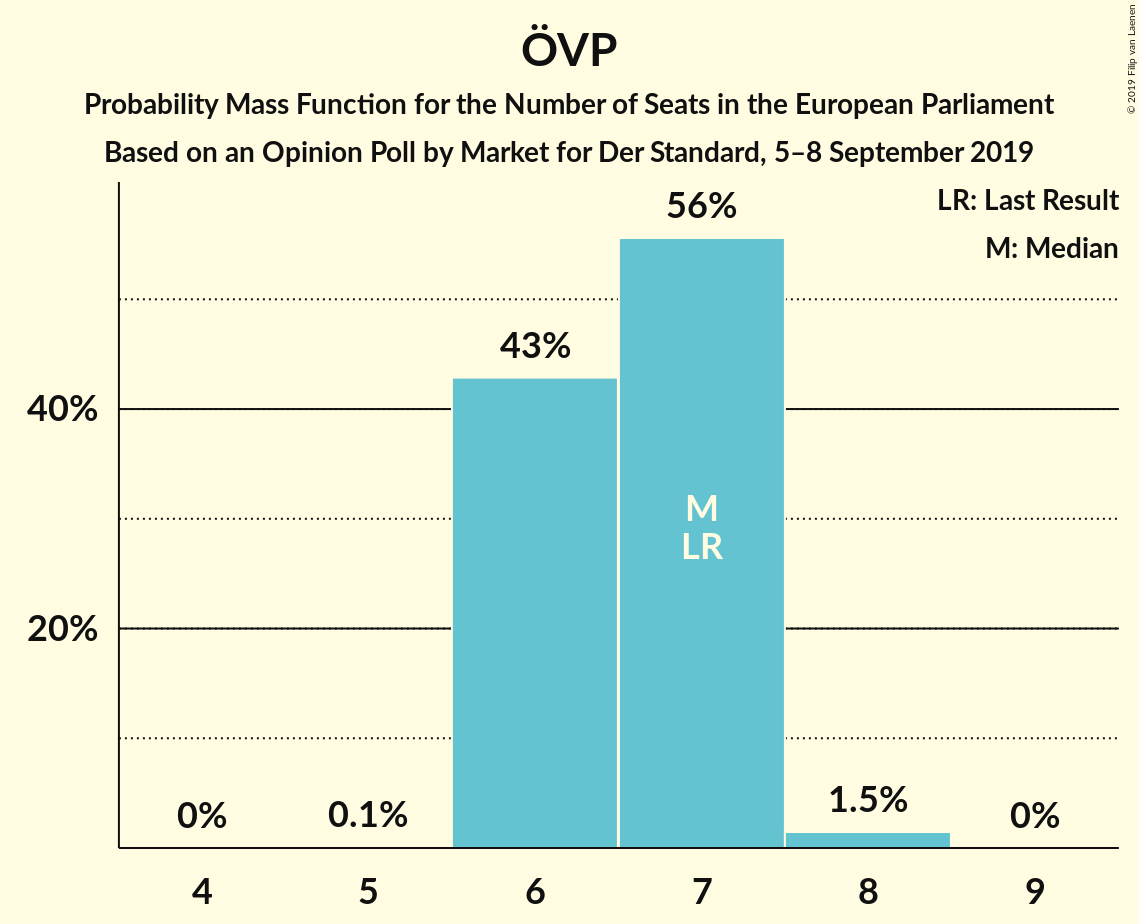 ÖVP
Probability Mass Function for the Number of Seats in the European Parliament
Based on an Opinion Poll by Market for Der Standard, 5–8 September 2019
© 2019 Filip van Laenen
LR: Last Result
M: Median
56%
43%
40%
M
LR
20%
0%
0.1%
1.5%
0%
4
5
6
7
8
9